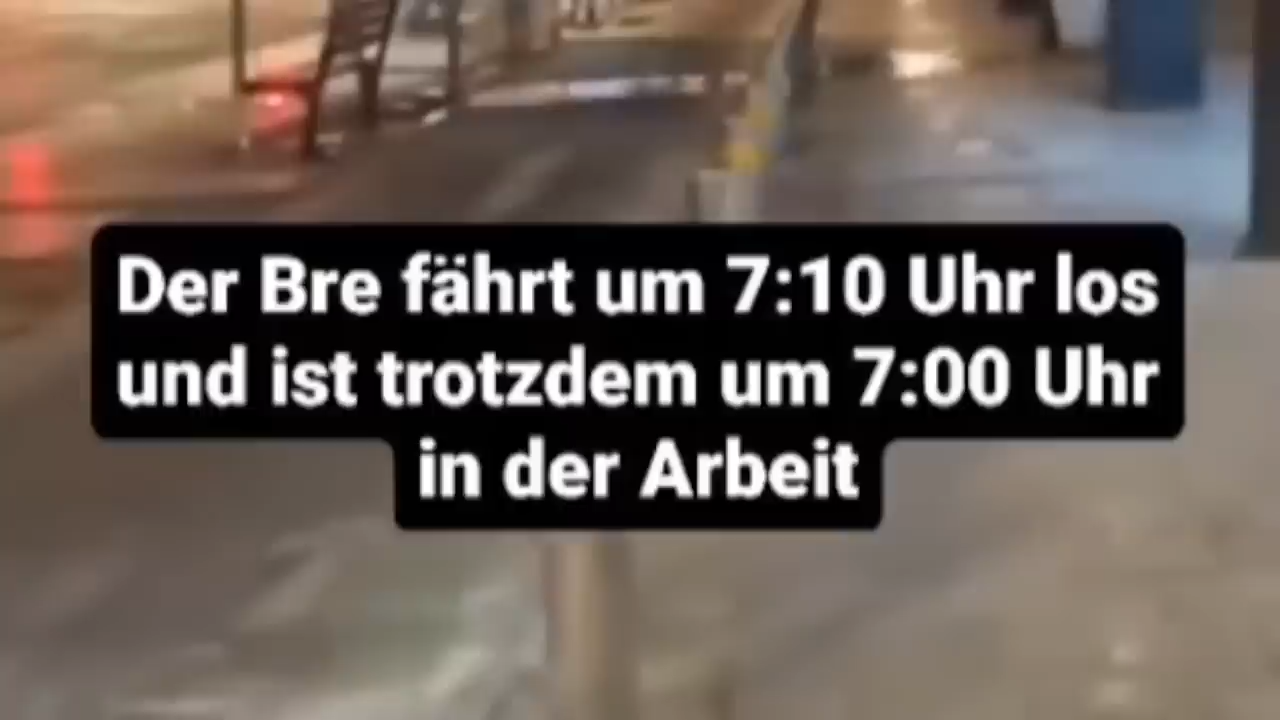 Der Bre fährt um 7:10 Uhr los
und ist trotzdem um 7:00 Uhr
in der Arbeit